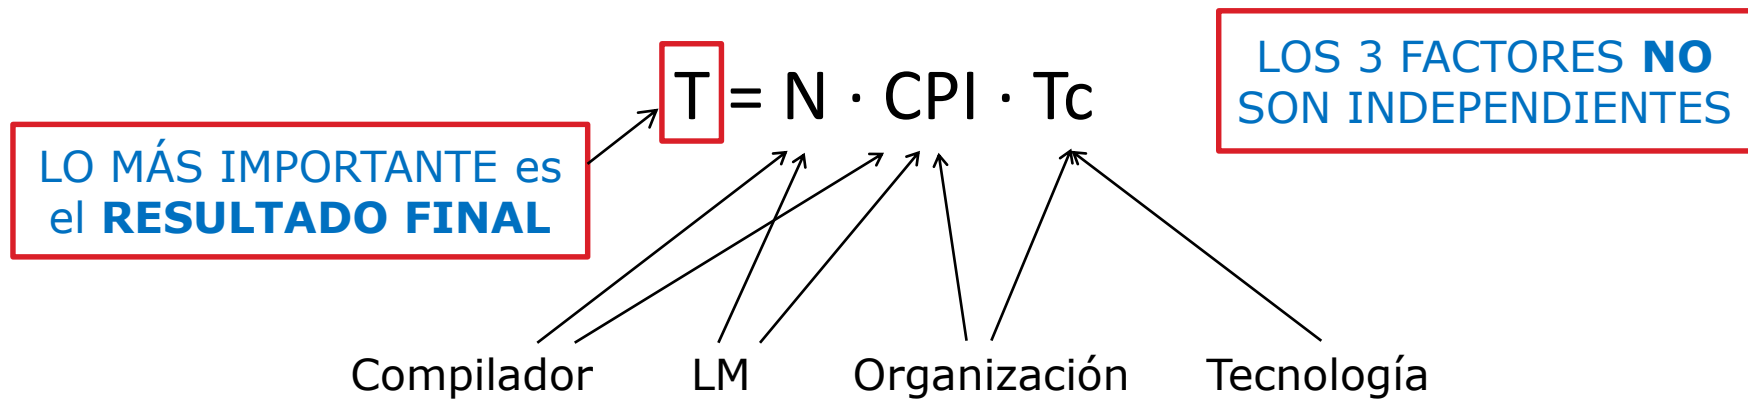 T = N · CPI · Tc
LOS 3 FACTORES NO
SON INDEPENDIENTES
LO MÁS IMPORTANTE es
el RESULTADO FINAL
Compilador LM Organización Tecnología